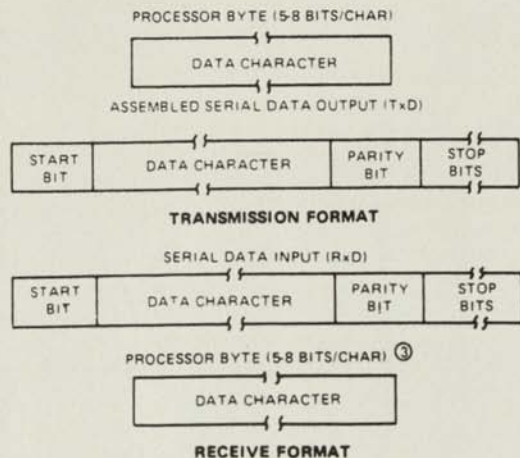 PROCESSOR BYTE (5-8 BITS/CHAR)
DATA CHARACTER
ASSEMBLED SERIAL DATA OUTPUT (TxD)
START BIT DATA CHARACTER PARITY BIT STOP BITS
TRANSMISSION FORMAT
SERIAL DATA INPUT (RxD)
START BIT DATA CHARACTER PARITY BIT STOP BITS
PROCESSOR BYTE (5-8 BITS/CHAR) ③
DATA CHARACTER
RECEIVE FORMAT